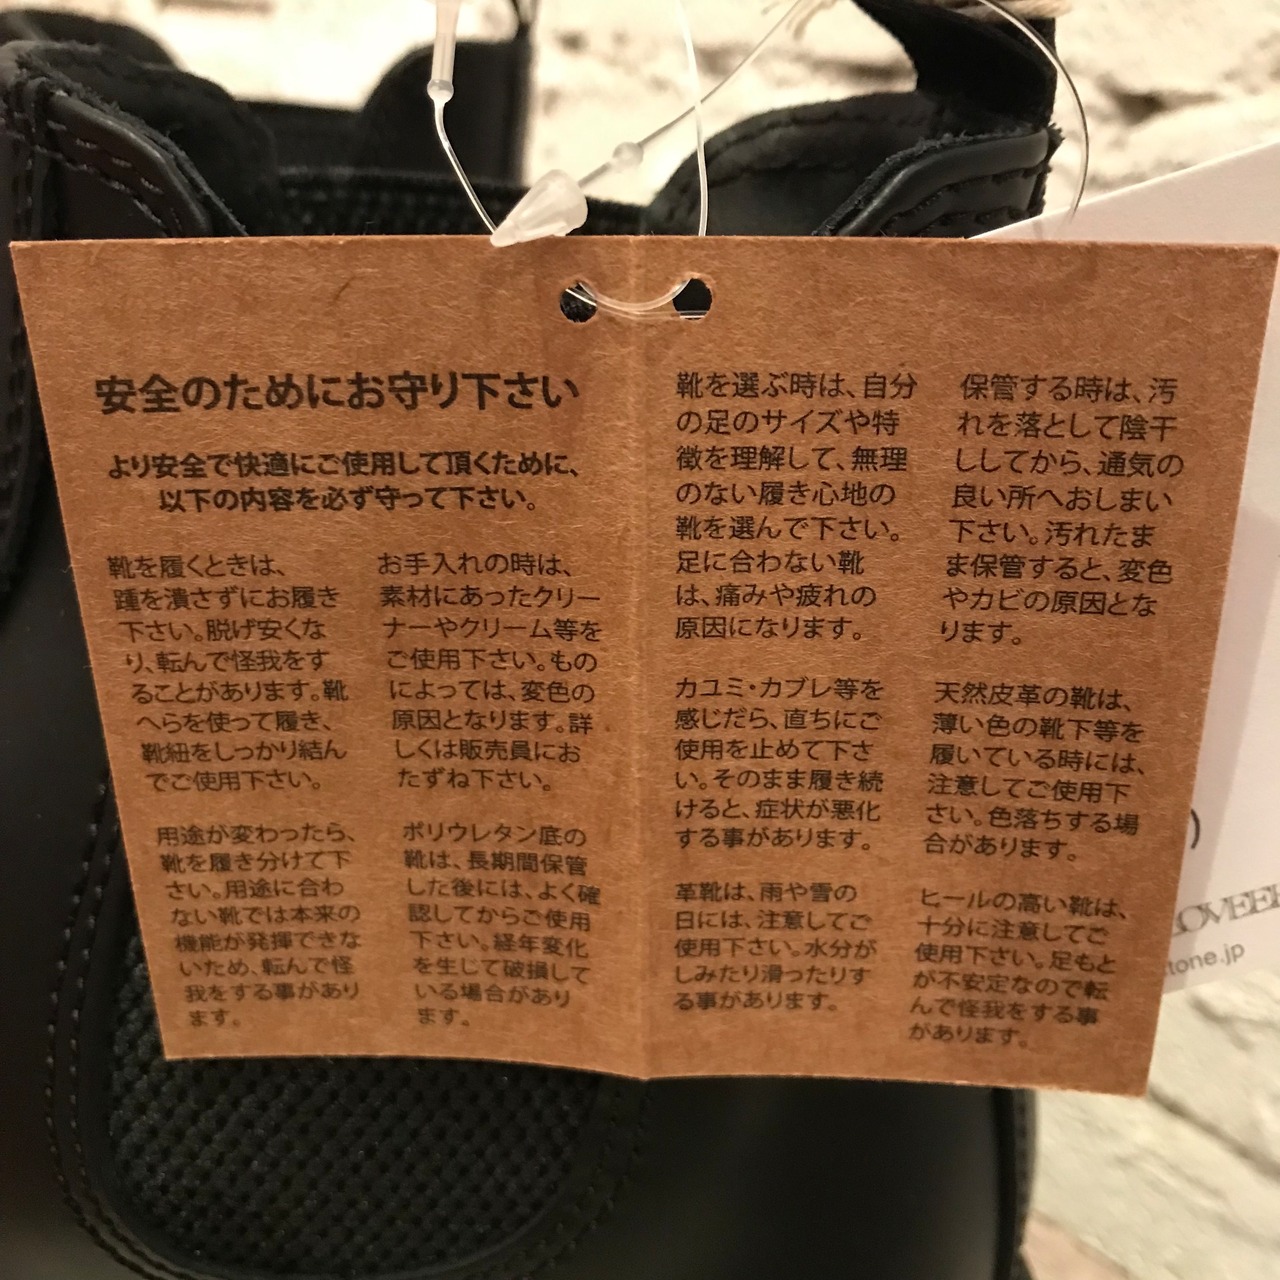 安全のためにお守り下さい
より安全で快適にご使用して頂くために、
以下の内容を必ず守って下さい。
靴を履くときは、
踵を潰さずにお履き
下さい。脱げ安くな
り、転んで怪我をす
ることがあります。靴
へらを使って履き、
靴紐をしっかり結ん
でご使用下さい。
用途が変わったら、
靴を履き分けて下
さい。用途に合わ
ない靴では本来の
機能が発揮できな
いため、転んで怪
我をする事があり
ます。
お手入れの時は、
素材にあったクリー
ナーやクリーム等を
ご使用下さい。もの
によっては、変色の
原因となります。詳
しくは販売員にお
たずね下さい。
ポリウレタン底の
靴は、長期間保管
した後には、よく確
認してからご使用
下さい。経年変化
を生じて破損して
いる場合があり
ます。
靴を選ぶ時は、自分
の足のサイズや特
徴を理解して、無理
のない履き心地の
靴を選んで下さい。
足に合わない靴
は、痛みや疲れの
原因になります。
カユミ・カブレ等を
感じだら、直ちにご
使用を止めて下さ
い。そのまま履き続
けると、症状が悪化
する事があります。
革靴は、雨や雪の
日には、注意してご
使用下さい。水分が
しみたり滑ったりす
る事があります。
保管する時は、汚
れを落として陰干
ししてから、通気の
良い所へおしまい
下さい。汚れたま
ま保管すると、変色
やカビの原因とな
ります。
天然皮革の靴は、
薄い色の靴下等を
履いている時には、
注意してご使用下
さい。色落ちする場
合があります。
ヒールの高い靴は、
十分に注意してご
使用下さい。足もと
が不安定なので転
んで怪我をする事
があります。
)
tone.jp